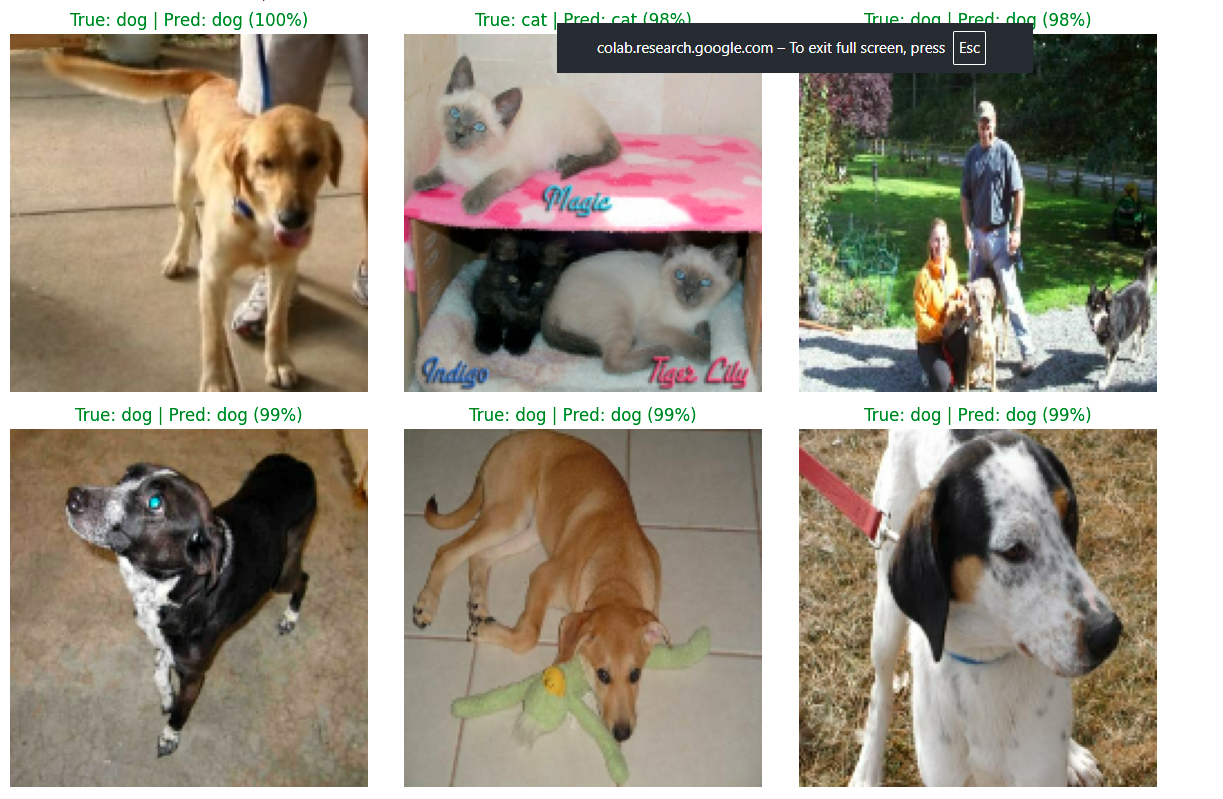 True: dog | Pred: dog (100%)
True: cat | Pred: cat (98%)
True: dog | Pred: dog (98%)
colab.research.google.com – To exit full screen, press Esc
Magic
Indigo
Tiger Lily
True: dog | Pred: dog (99%)
True: dog | Pred: dog (99%)
True: dog | Pred: dog (99%)